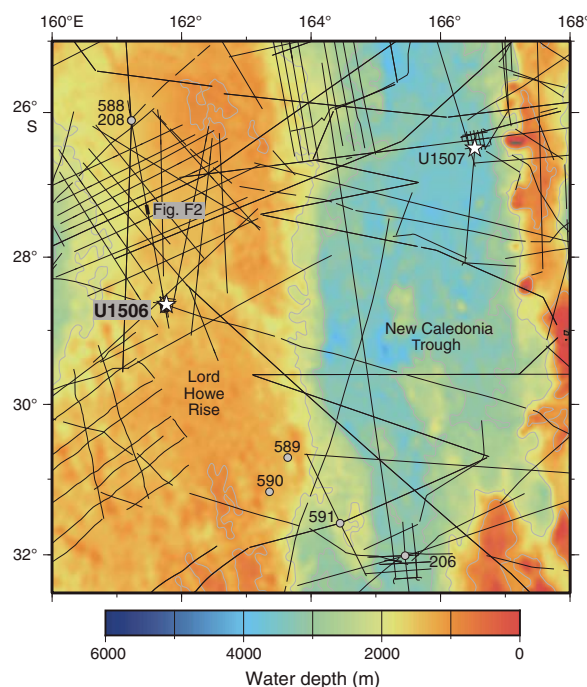 160°E 162° 164° 166° 168°
26°
S
588
208
U1507
Fig. F2
28°
U1506
New Caledonia
Trough
30°
Lord
Howe
Rise
589
590
591
206
32°
6000 4000 2000 0
Water depth (m)